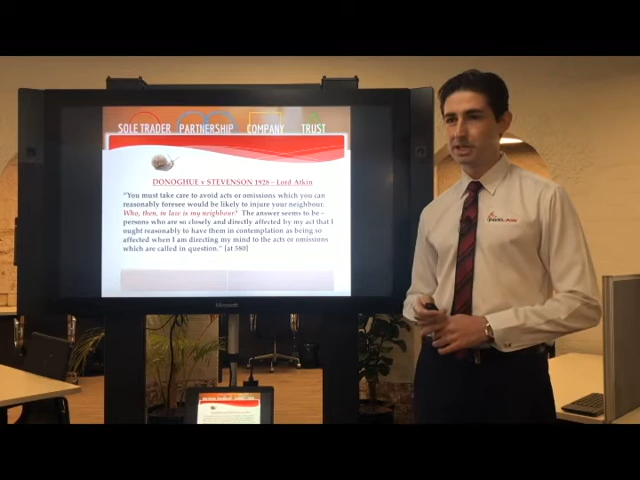 SOLE TRADER PARTNERSHIP COMPANY TRUST
DONOGHUE v STEVENSON 1928 – Lord Atkin
"You must take care to avoid acts or omissions which you can
reasonably foresee would be likely to injure your neighbour.
Who, then, in law is my neighbour? The answer seems to be –
persons who are so closely and directly affected by my act that I
ought reasonably to have them in contemplation as being so
affected when I am directing my mind to the acts or omissions
which are called in question." [at 580]
Microsoft